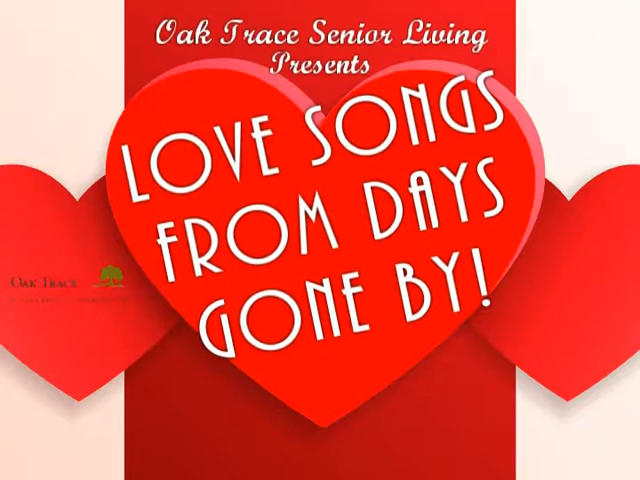 Oak Trace Senior Living
Presents
LOVE SONGS
FROM DAYS
GONE BY!
OAK TRACE